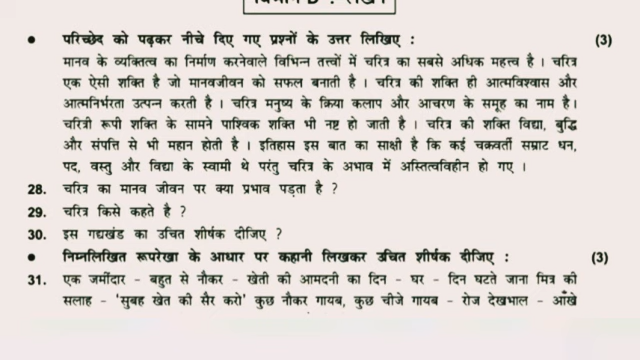 विभाग D : लेखन
• परिच्छेद को पढ़कर नीचे दिए गए प्रश्नों के उत्तर लिखिए : (3)
मानव के व्यक्तित्व का निर्माण करनेवाले विभिन्न तत्त्वों में चरित्र का सबसे अधिक महत्त्व है । चरित्र
एक ऐसी शक्ति है जो मानवजीवन को सफल बनाती है । चरित्र की शक्ति ही आत्मविश्वास और
आत्मनिर्भरता उत्पन्न करती है । चरित्र मनुष्य के क्रिया कलाप और आचरण के समूह का नाम है।
चरित्री रूपी शक्ति के सामने पाश्विक शक्ति भी नष्ट हो जाती है । चरित्र की शक्ति विद्या, बुद्धि
और संपत्ति से भी महान होती है । इतिहास इस बात का साक्षी है कि कई चक्रवर्ती सम्राट धन,
पद, वस्तु और विद्या के स्वामी थे परंतु चरित्र के अभाव में अस्तित्वविहीन हो गए ।
28. चरित्र का मानव जीवन पर क्या प्रभाव पड़ता है ?
29. चरित्र किसे कहते है ?
30. इस गद्यखंड का उचित शीर्षक दीजिए ?
• निम्नलिखित रूपरेखा के आधार पर कहानी लिखकर उचित शीर्षक दीजिए : (3)
31. एक जमींदार - बहुत से नौकर - खेती की आमदनी का दिन - घर - दिन घटते जाना मित्र की
सलाह - 'सुबह खेत की सैर करो' कुछ नौकर गायब, कुछ चीजे गायब - रोज देखभाल - आँखे